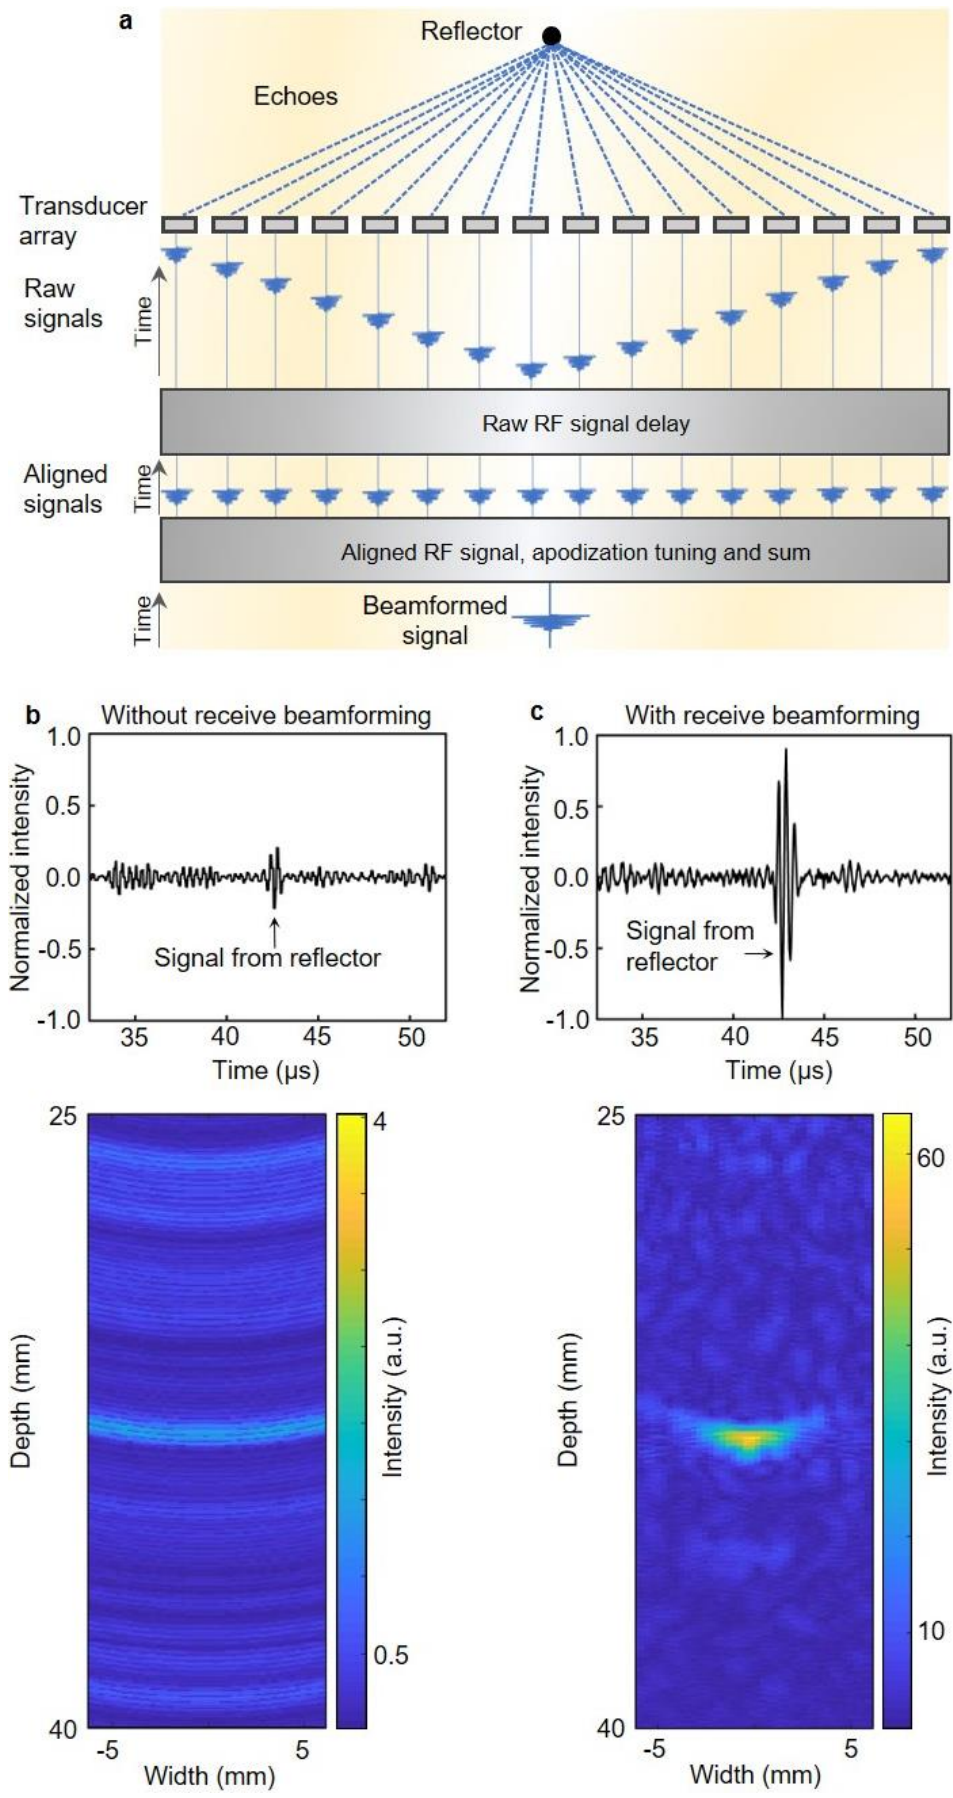 a
Reflector
Echoes
Transducer
array
Raw
signals
Time
Raw RF signal delay
Aligned
signals
Time
Aligned RF signal, apodization tuning and sum
Time
Beamformed
signal
b
Without receive beamforming
1.0
0.5
0.0
-0.5
-1.0
Normalized intensity
Signal from reflector
35
40
45
50
Time (µs)
c
With receive beamforming
1.0
0.5
0.0
-0.5
-1.0
Normalized intensity
Signal from
reflector
35
40
45
50
Time (µs)
25
40
Depth (mm)
-5
5
Width (mm)
4
0.5
Intensity (a.u.)
25
40
Depth (mm)
-5
5
Width (mm)
60
10
Intensity (a.u.)